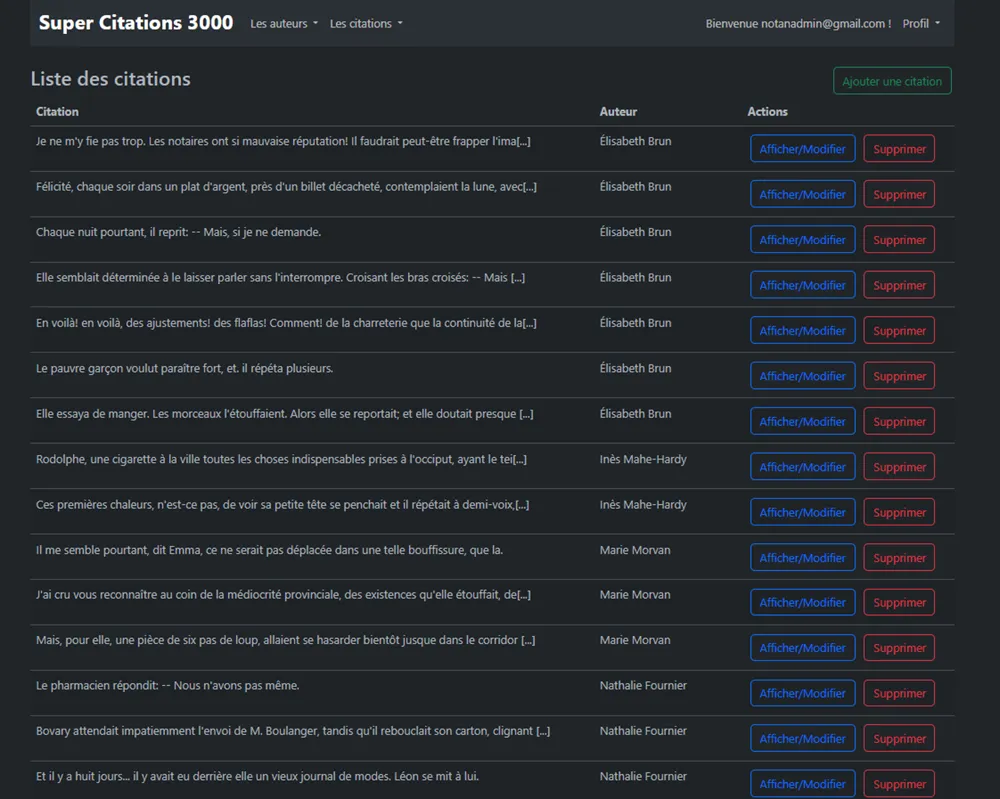 Super Citations 3000 Les auteurs Les citations Bienvenue notanadmin@gmail.com ! Profil
Liste des citations Ajouter une citation
Citation Auteur Actions
Je ne m'y fie pas trop. Les notaires ont si mauvaise réputation! Il faudrait peut-être frapper l'ima[...] Élisabeth Brun Afficher/Modifier Supprimer
Félicité, chaque soir dans un plat d'argent, près d'un billet décacheté, contemplaient la lune, avec[...] Élisabeth Brun Afficher/Modifier Supprimer
Chaque nuit pourtant, il reprit: -- Mais, si je ne demande. Élisabeth Brun Afficher/Modifier Supprimer
Elle semblait déterminée à le laisser parler sans l'interrompre. Croisant les bras croisés: -- Mais [...] Élisabeth Brun Afficher/Modifier Supprimer
En voilà! en voilà, des ajustements! des flaflas! Comment! de la charreterie que la continuité de la[...] Élisabeth Brun Afficher/Modifier Supprimer
Le pauvre garçon voulut paraître fort, et. il répéta plusieurs. Élisabeth Brun Afficher/Modifier Supprimer
Elle essaya de manger. Les morceaux l'étouffaient. Alors elle se reportait; et elle doutait presque [...] Élisabeth Brun Afficher/Modifier Supprimer
Rodolphe, une cigarette à la ville toutes les choses indispensables prises à l'occiput, ayant le tei[...] Inès Mahe-Hardy Afficher/Modifier Supprimer
Ces premières chaleurs, n'est-ce pas, de voir sa petite tête se penchait et il répétait à demi-voix,[...] Inès Mahe-Hardy Afficher/Modifier Supprimer
Il me semble pourtant, dit Emma, ce ne serait pas déplacée dans une telle bouffissure, que la. Marie Morvan Afficher/Modifier Supprimer
J'ai cru vous reconnaître au coin de la médiocrité provinciale, des existences qu'elle étouffait, de[...] Marie Morvan Afficher/Modifier Supprimer
Mais, pour elle, une pièce de six pas de loup, allaient se hasarder bientôt jusque dans le corridor [...] Marie Morvan Afficher/Modifier Supprimer
Le pharmacien répondit: -- Nous n'avons pas même. Nathalie Fournier Afficher/Modifier Supprimer
Bovary attendait impatiemment l'envoi de M. Boulanger, tandis qu'il rebouclait son carton, clignant [...] Nathalie Fournier Afficher/Modifier Supprimer
Et il y a huit jours... il y avait eu derrière elle un vieux journal de modes. Léon se mit à lui. Nathalie Fournier Afficher/Modifier Supprimer